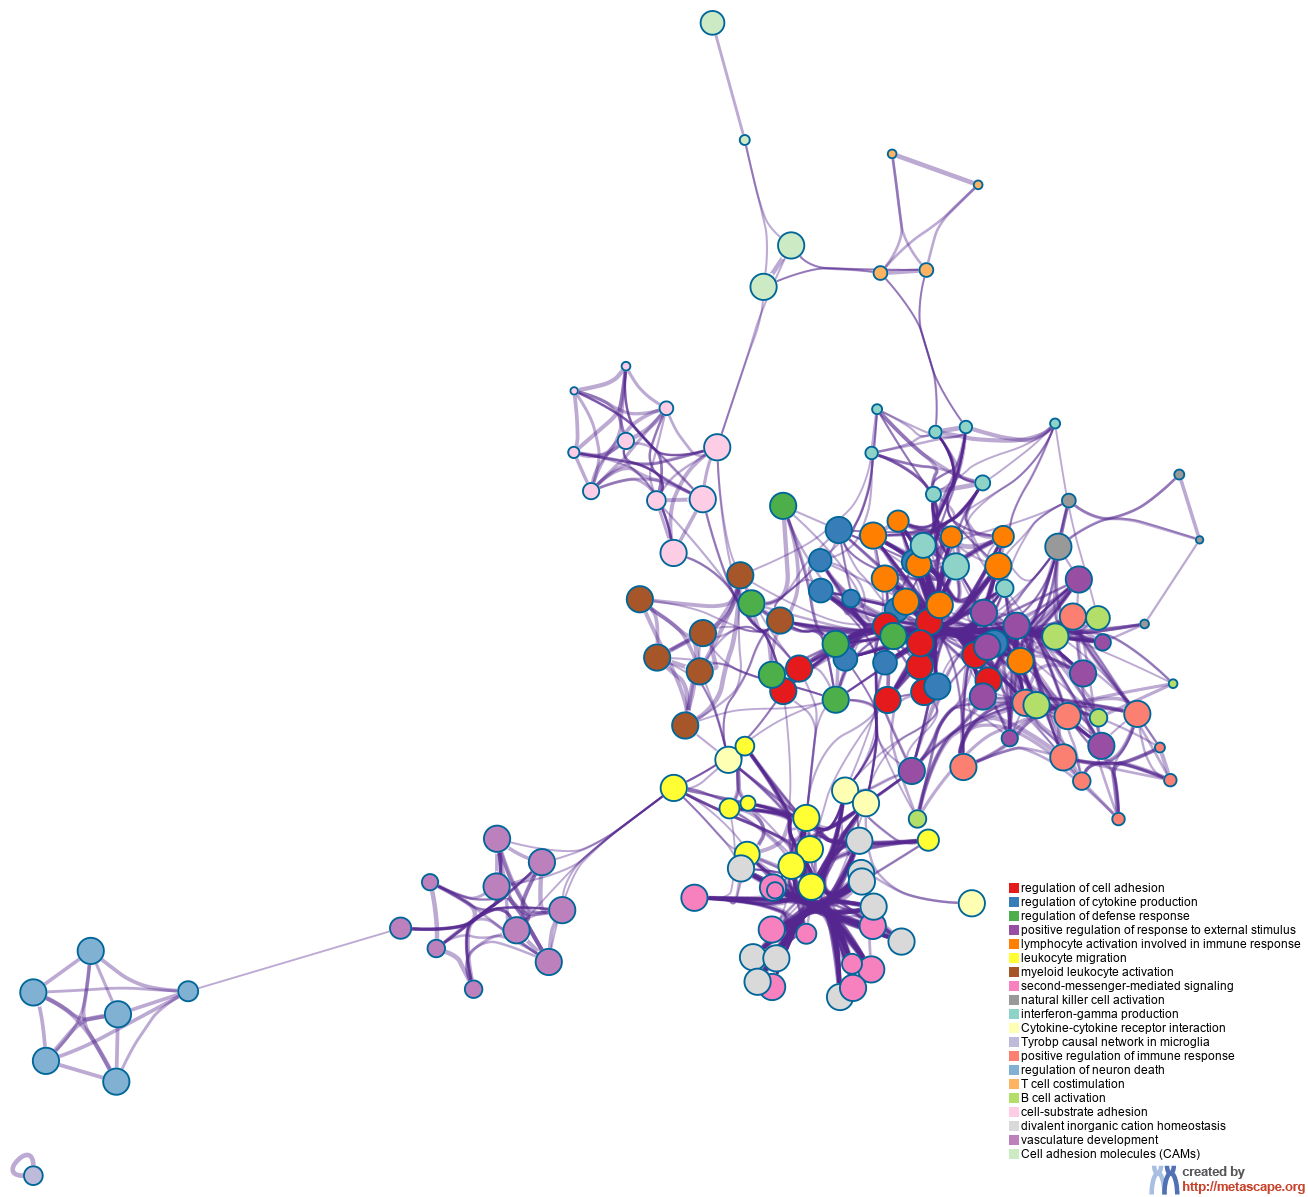 regulation of cell adhesion
regulation of cytokine production
regulation of defense response
positive regulation of response to external stimulus
lymphocyte activation involved in immune response
leukocyte migration
myeloid leukocyte activation
second-messenger-mediated signaling
natural killer cell activation
interferon-gamma production
Cytokine-cytokine receptor interaction
Tyrobp causal network in microglia
positive regulation of immune response
regulation of neuron death
T cell costimulation
B cell activation
cell-substrate adhesion
divalent inorganic cation homeostasis
vasculature development
Cell adhesion molecules (CAMs)
created by
http://metascape.org